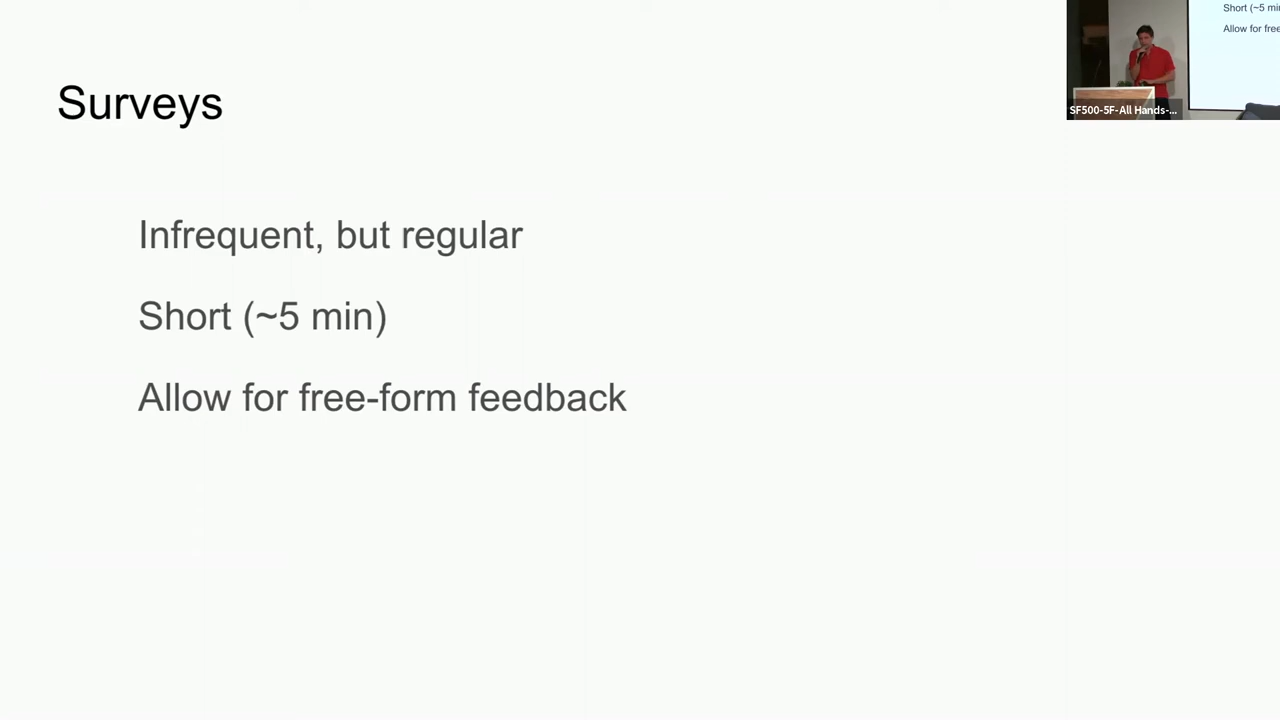 Surveys
Infrequent, but regular
Short (~5 min)
Allow for free-form feedback
Short (~5 mi
Allow for free
SF500-5F-All Hands-...